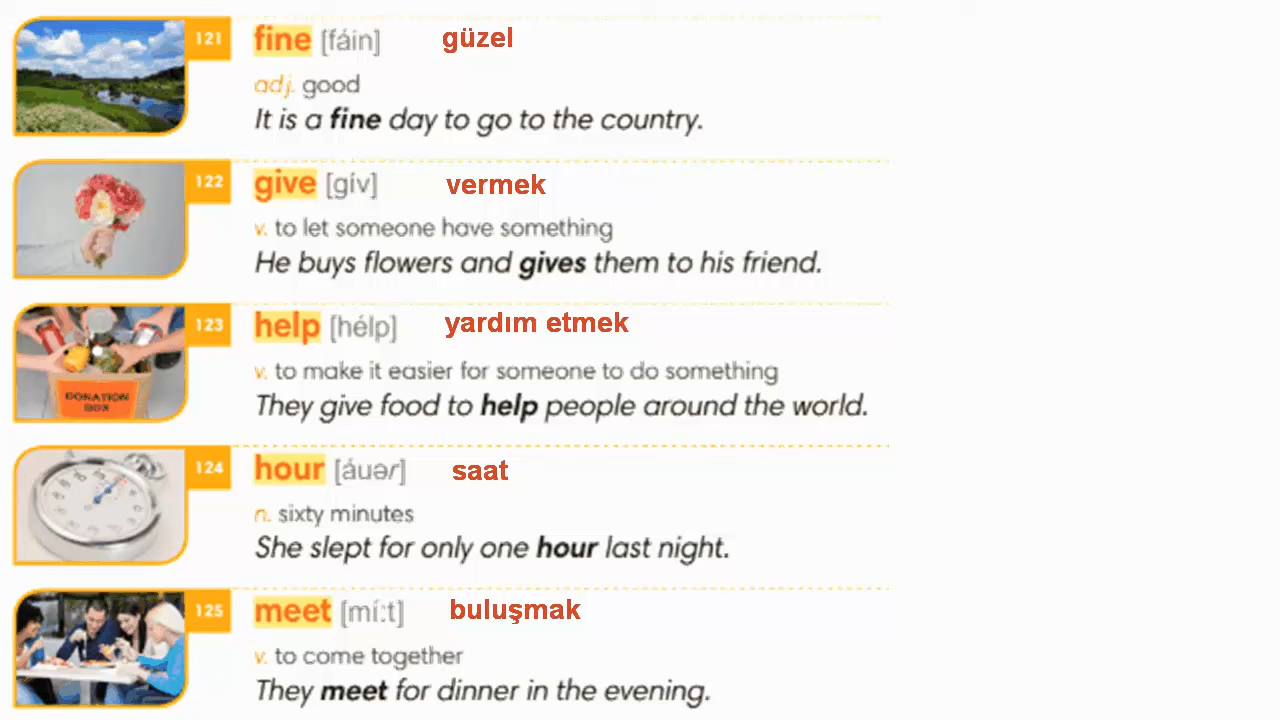 121 fine [fáin] güzel
adj. good
It is a fine day to go to the country.
122 give [gív] vermek
v. to let someone have something
He buys flowers and gives them to his friend.
123 help [hélp] yardım etmek
v. to make it easier for someone to do something
They give food to help people around the world.
DONATION
BOX
124 hour [áuər] saat
n. sixty minutes
She slept for only one hour last night.
125 meet [mí:t] buluşmak
v. to come together
They meet for dinner in the evening.